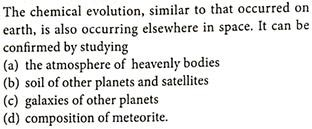 The chemical evolution, similar to that occurred on
earth, is also occurring elsewhere in space. It can be
confirmed by studying
(a) the atmosphere of heavenly bodies
(b) soil of other planets and satellites
(c) galaxies of other planets
(d) composition of meteorite.